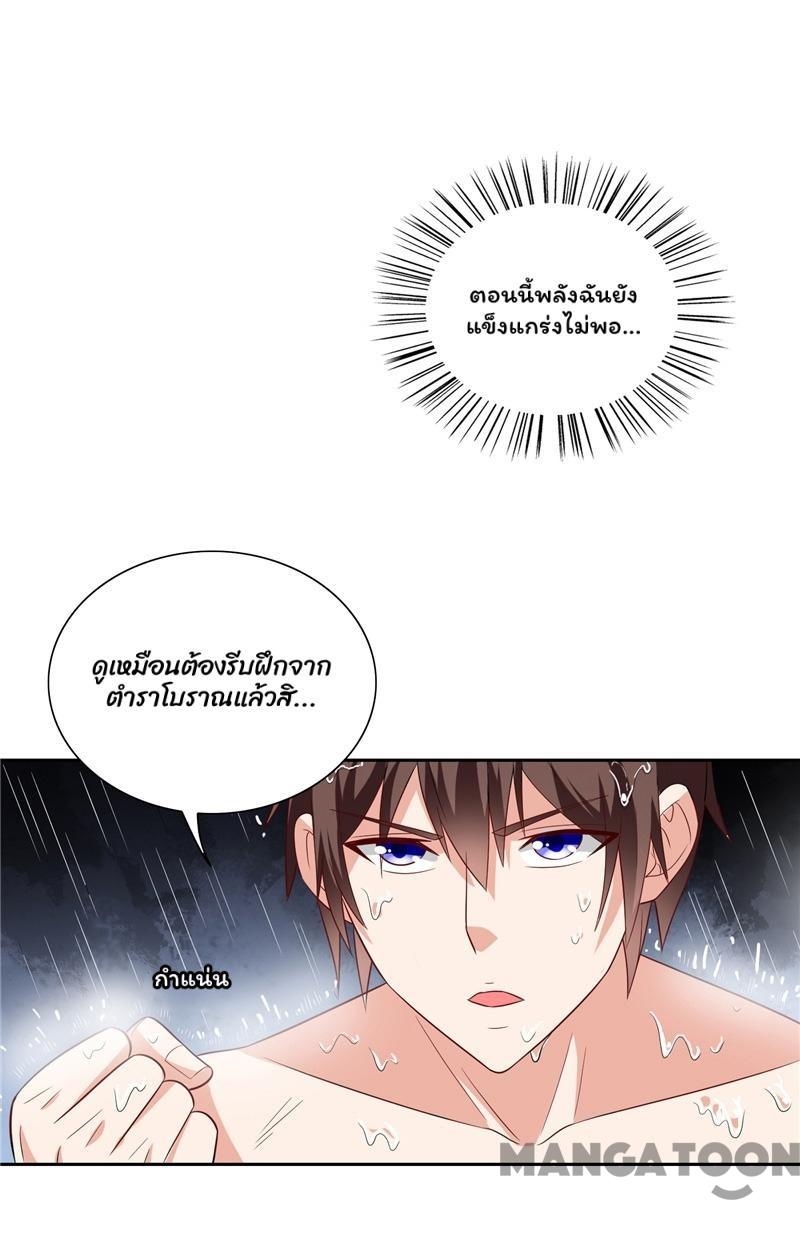 ตอนนี้พลังฉันยัง
แข็งแกร่งไม่พอ...
ดูเหมือนต้องรีบฝึกจาก
ตำราโบราณแล้วสิ...
กำแน่น
MANGATOON